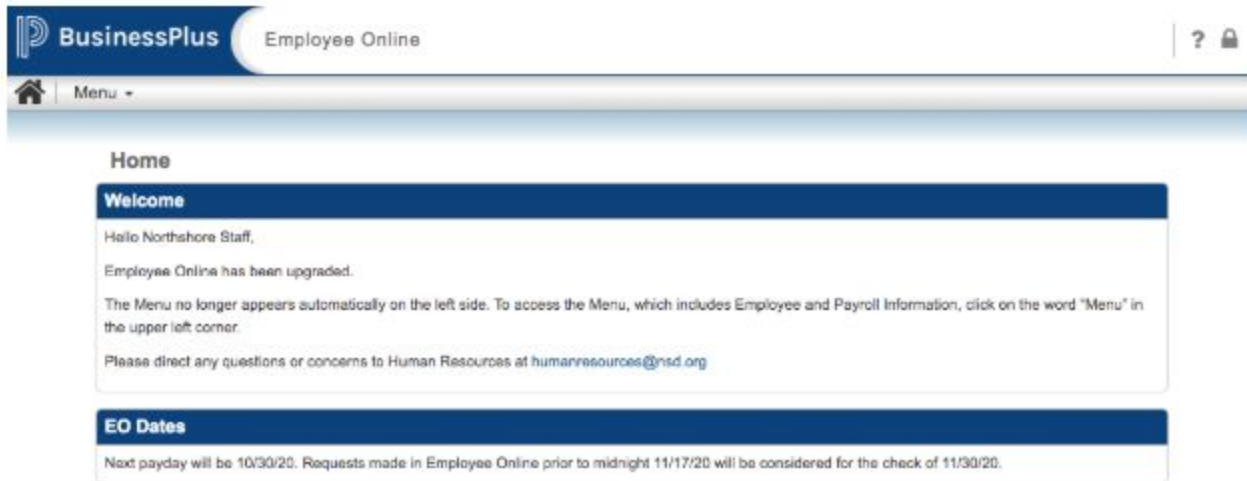 BusinessPlus Employee Online ?
Menu
Home
Welcome
Hello Northshore Staff,
Employee Online has been upgraded.
The Menu no longer appears automatically on the left side. To access the Menu, which includes Employee and Payroll Information, click on the word "Menu" in
the upper left corner.
Please direct any questions or concerns to Human Resources at humanresources@nsd.org
EO Dates
Next payday will be 10/30/20. Requests made in Employee Online prior to midnight 11/17/20 will be considered for the check of 11/30/20.